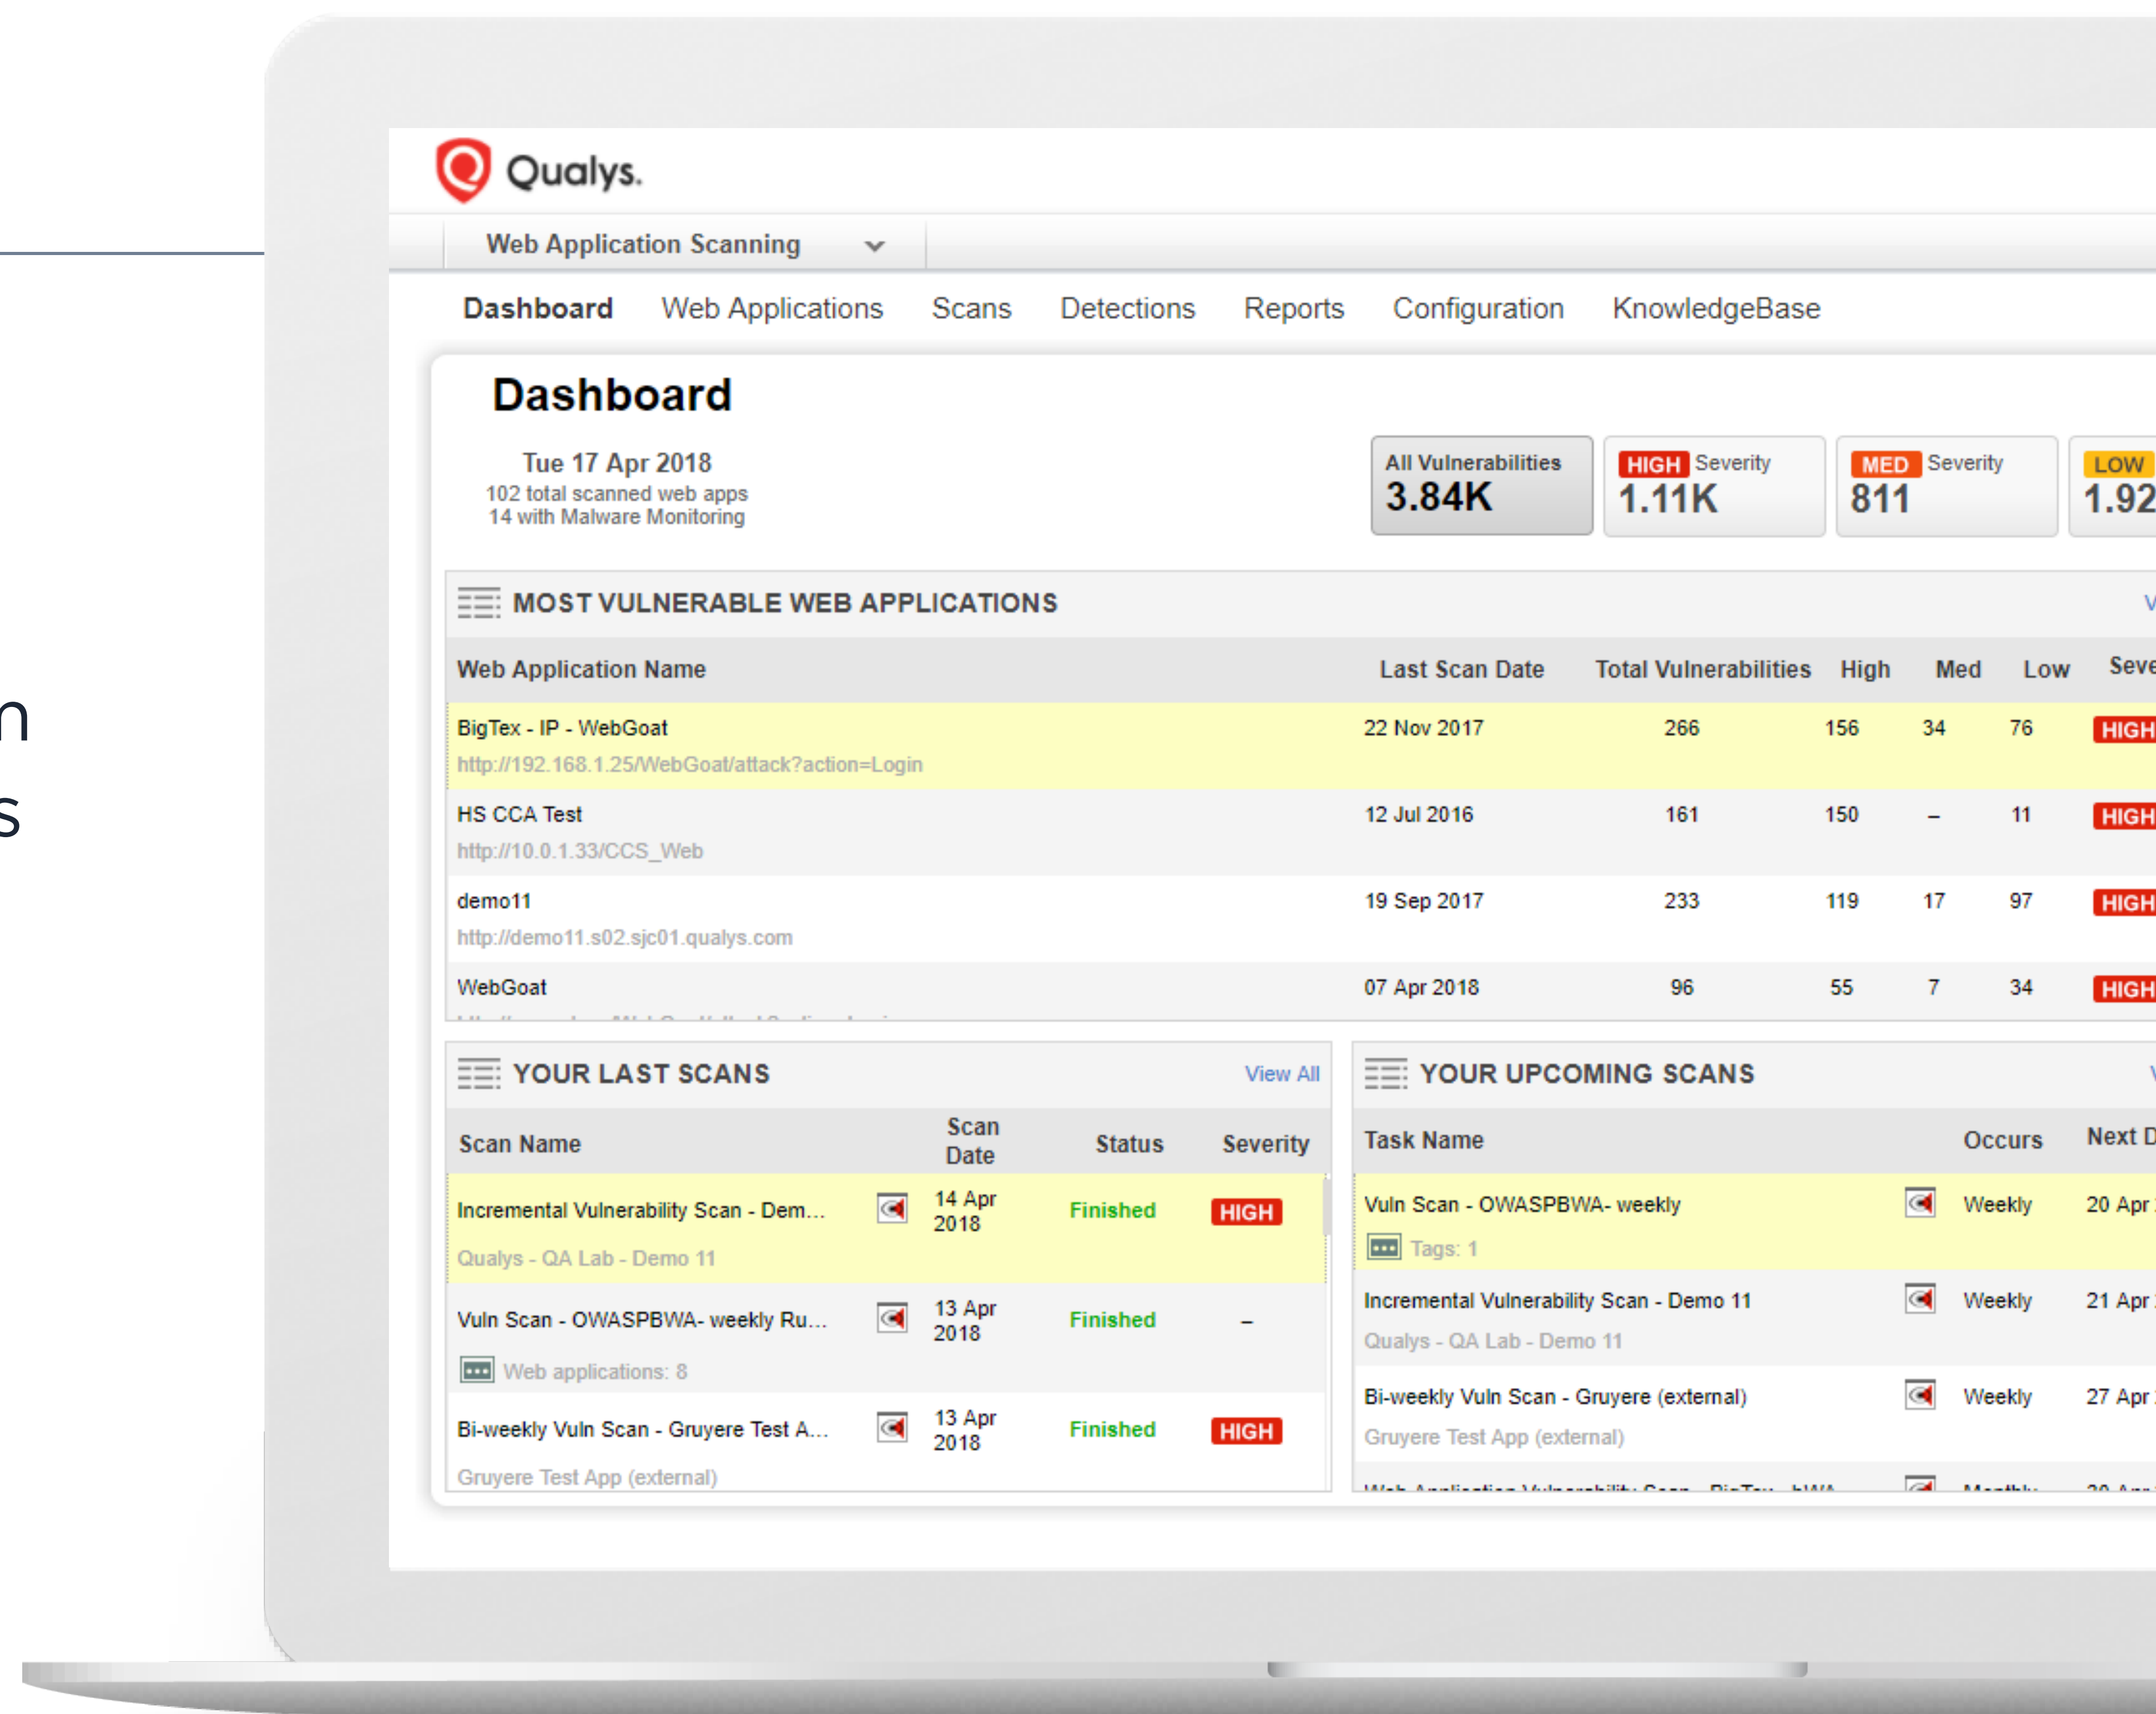 Qualys.
Web Application Scanning
Dashboard Web Applications Scans Detections Reports Configuration KnowledgeBase
Dashboard
Tue 17 Apr 2018
102 total scanned web apps
14 with Malware Monitoring
All Vulnerabilities
3.84K
HIGH Severity
1.11K
MED Severity
811
LOW
1.92
n
s
MOST VULNERABLE WEB APPLICATIONS
Web Application Name Last Scan Date Total Vulnerabilities High Med Low
BigTex - IP - WebGoat 22 Nov 2017 266 156 34 76 HIGH
http://192.168.1.25/WebGoat/attack?action=Login
HS CCA Test 12 Jul 2016 161 150 – 11 HIGH
http://10.0.1.33/CCS_Web
demo11 19 Sep 2017 233 119 17 97 HIGH
http://demo11.s02.sjc01.qualys.com
WebGoat 07 Apr 2018 96 55 7 34 HIGH
YOUR LAST SCANS View All
Scan Name Scan Date Status Severity
Incremental Vulnerability Scan - Dem... 14 Apr 2018 Finished HIGH
Qualys - QA Lab - Demo 11
Vuln Scan - OWASPBWA- weekly Ru... 13 Apr 2018 Finished –
Web applications: 8
Bi-weekly Vuln Scan - Gruyere Test A... 13 Apr 2018 Finished HIGH
Gruyere Test App (external)
YOUR UPCOMING SCANS
Task Name Occurs Next D
Vuln Scan - OWASPBWA- weekly Weekly 20 Apr
Tags: 1
Incremental Vulnerability Scan - Demo 11 Weekly 21 Apr
Qualys - QA Lab - Demo 11
Bi-weekly Vuln Scan - Gruyere (external) Weekly 27 Apr
Gruyere Test App (external)